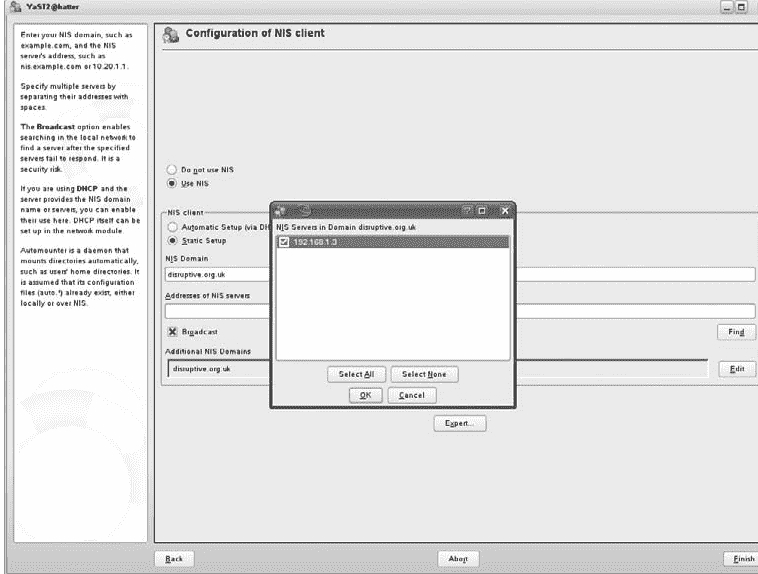 YaST2@hatter
Enter your NIS domain, such as
example.com, and the NIS
server's address, such as
nis.example.com or 10.20.1.1.
Specify multiple servers by
separating their addresses with
spaces.
The Broadcast option enables
searching in the local network to
find a server after the specified
servers fail to respond. It is a
security risk.
If you are using DHCP and the
server provides the NIS domain
name or servers, you can enable
their use here. DHCP itself can be
set up in the network module.
Automounter is a daemon that
mounts directories automatically,
such as users' home directories. It
is assumed that its configuration
files (auto.*) already exist, either
locally or over NIS.
Configuration of NIS client
Do not use NIS
Use NIS
NIS client
Automatic Setup (via DH
Static Setup
NIS Domain
disruptive.org.uk
Addresses of NIS servers
Broadcast
Find
Additional NIS Domains
disruptive.org.uk
Edit
NIS Servers in Domain disruptive.org.uk
192.168.1.3
Select All
Select None
OK
Cancel
Expert...
Back
Abort
Finish